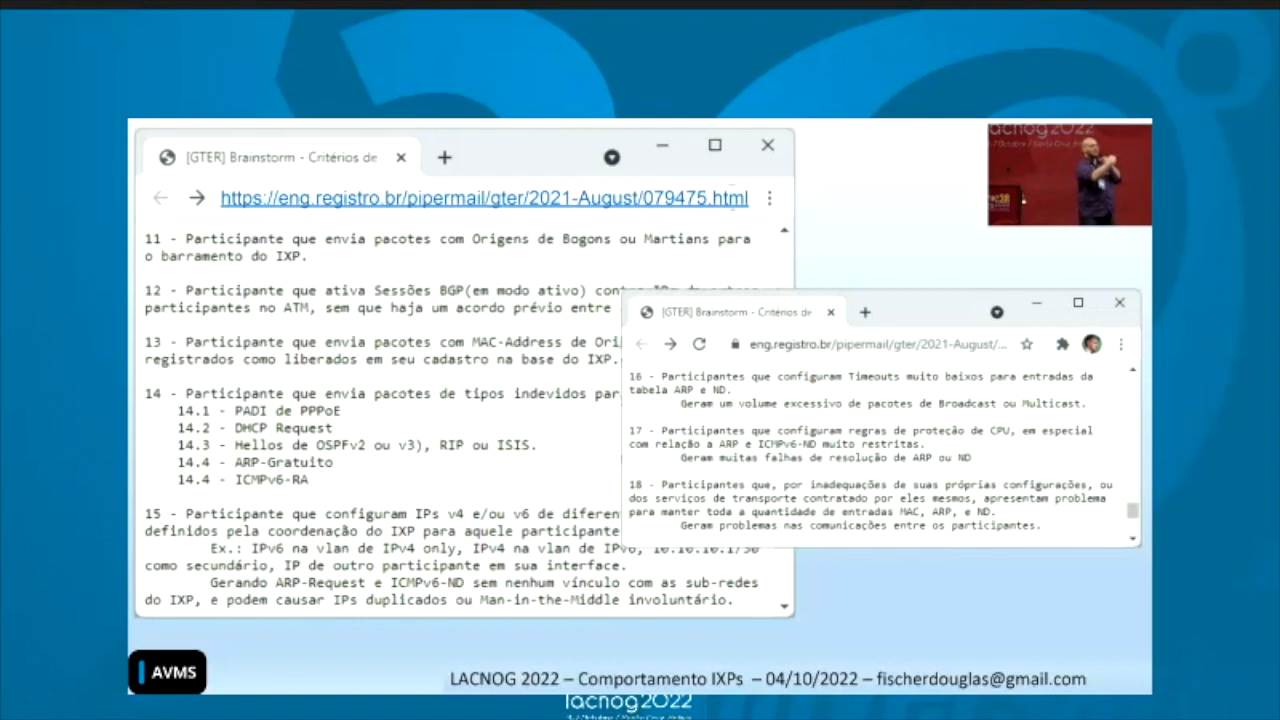 [GTER] Brainstorm - Critérios de
https://eng.registro.br/pipermail/gter/2021-August/079475.html
11 - Participante que envia pacotes com Origens de Bogons ou Martians para
o barramento do IXP.
12 - Participante que ativa Sessões BGP(em modo ativo)
participantes no ATM, sem que haja um acordo prévio entre
13 - Participante que envia pacotes com MAC-Address de Ori
registrados como liberados em seu cadastro na base do IXP.
14 - Participante que envia pacotes de tipos indevidos par
14.1 - PADI de PPPoE
14.2 - DHCP Request
14.3 - Hellos de OSPFv2 ou v3), RIP ou ISIS.
14.4 - ARP-Gratuito
14.4 - ICMPv6-RA
15 - Participante que configuram IPs v4 e/ou v6 de diferen
definidos pela coordenação do IXP para aquele participante
Ex.: IPv6 na vlan de IPv4 only, IPv4 na vlan de IPv6, 10.10.10.1/30
como secundário, IP de outro participante em sua interface.
Gerando ARP-Request e ICMPv6-ND sem nenhum vínculo com as sub-redes
do IXP, e podem causar IPs duplicados ou Man-in-the-Middle involuntário.
[GTER] Brainstorm - Critérios de
eng.registro.br/pipermail/gter/2021-August/...
16 - Participantes que configuram Timeouts muito baixos para entradas da
tabela ARP e ND.
Geram um volume excessivo de pacotes de Broadcast ou Multicast.
17 - Participantes que configuram regras de proteção de CPU, em especial
com relação a ARP e ICMPv6-ND muito restritas.
Geram muitas falhas de resolução de ARP ou ND
18 - Participantes que, por inadequações de suas próprias configurações, ou
dos serviços de transporte contratado por eles mesmos, apresentam problema
para manter toda a quantidade de entradas MAC, ARP, e ND.
Geram problemas nas comunicações entre os participantes.
lacnog2022
AVMS
LACNOG 2022 – Comportamento IXPs – 04/10/2022 – fischerdouglas@gmail.com
lacnog2022